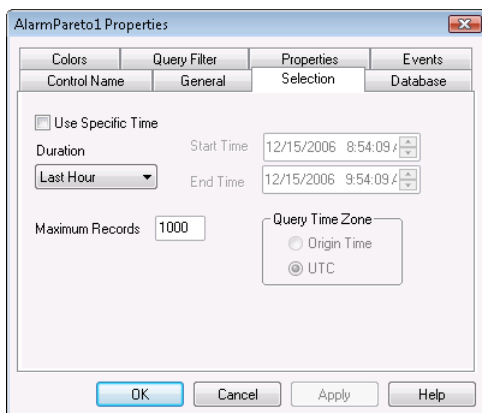 AlarmPareto1 Properties
Colors Query Filter Properties Events
Control Name General Selection Database
Use Specific Time
Duration Start Time 12/15/2006 8:54:09
Last Hour End Time 12/15/2006 9:54:09
Maximum Records 1000 Query Time Zone
Origin Time
UTC
OK Cancel Apply Help